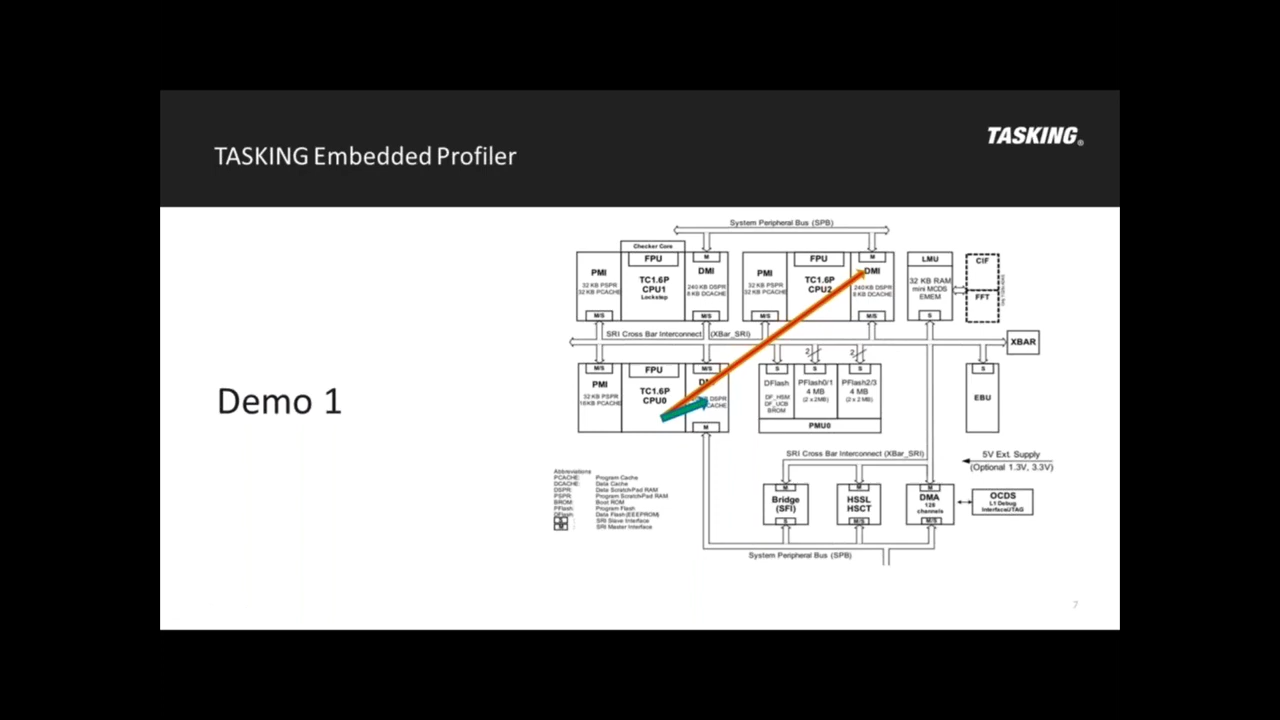 TASKING Embedded Profiler
TASKING®
Demo 1
System Peripheral Bus (SPB)
Checker Core
PMI
32 KB PSPR
32 KB PCACHE
FPU
TC1.6P
CPU1
Lockstep
M
DMI
240 KB DSPR
8 KB DCACHE
M/S
M/S
PMI
32 KB PSPR
32 KB PCACHE
FPU
TC1.6P
CPU2
M
DMI
240 KB DSPR
8 KB DCACHE
M/S
M/S
LMU
32 KB RAM
mini MCDS
EMEM
S
CIF
FFT
SRI Cross Bar Interconnect (XBar_SRI)
XBAR
M/S
PMI
32 KB PSPR
16 KB PCACHE
FPU
TC1.6P
CPU0
M/S
DSPR
CACHE
M
2
2
S
DFlash
DF_HSM
DF_UCB
BROM
S
PFlash0/1
4 MB
(2 x 2MB)
S
PFlash2/3
4 MB
(2 x 2MB)
PMU0
S
EBU
SRI Cross Bar Interconnect (XBar_SRI)
5V Ext. Supply
(Optional 1.3V, 3.3V)
M
Bridge
(SFI)
S
M
HSSL
HSCT
M/S
M
DMA
128
channels
M/S
OCDS
L1 Debug
Interface/JTAG
System Peripheral Bus (SPB)
Abbreviations
PCACHE: Program Cache
DCACHE: Data Cache
DSPR: Data Scratch-Pad RAM
PSPR: Program Scratch-Pad RAM
BROM: Boot ROM
PFlash: Program Flash
DFlash: Data Flash (EEEPROM)
S : SRI Slave Interface
M : SRI Master Interface
7